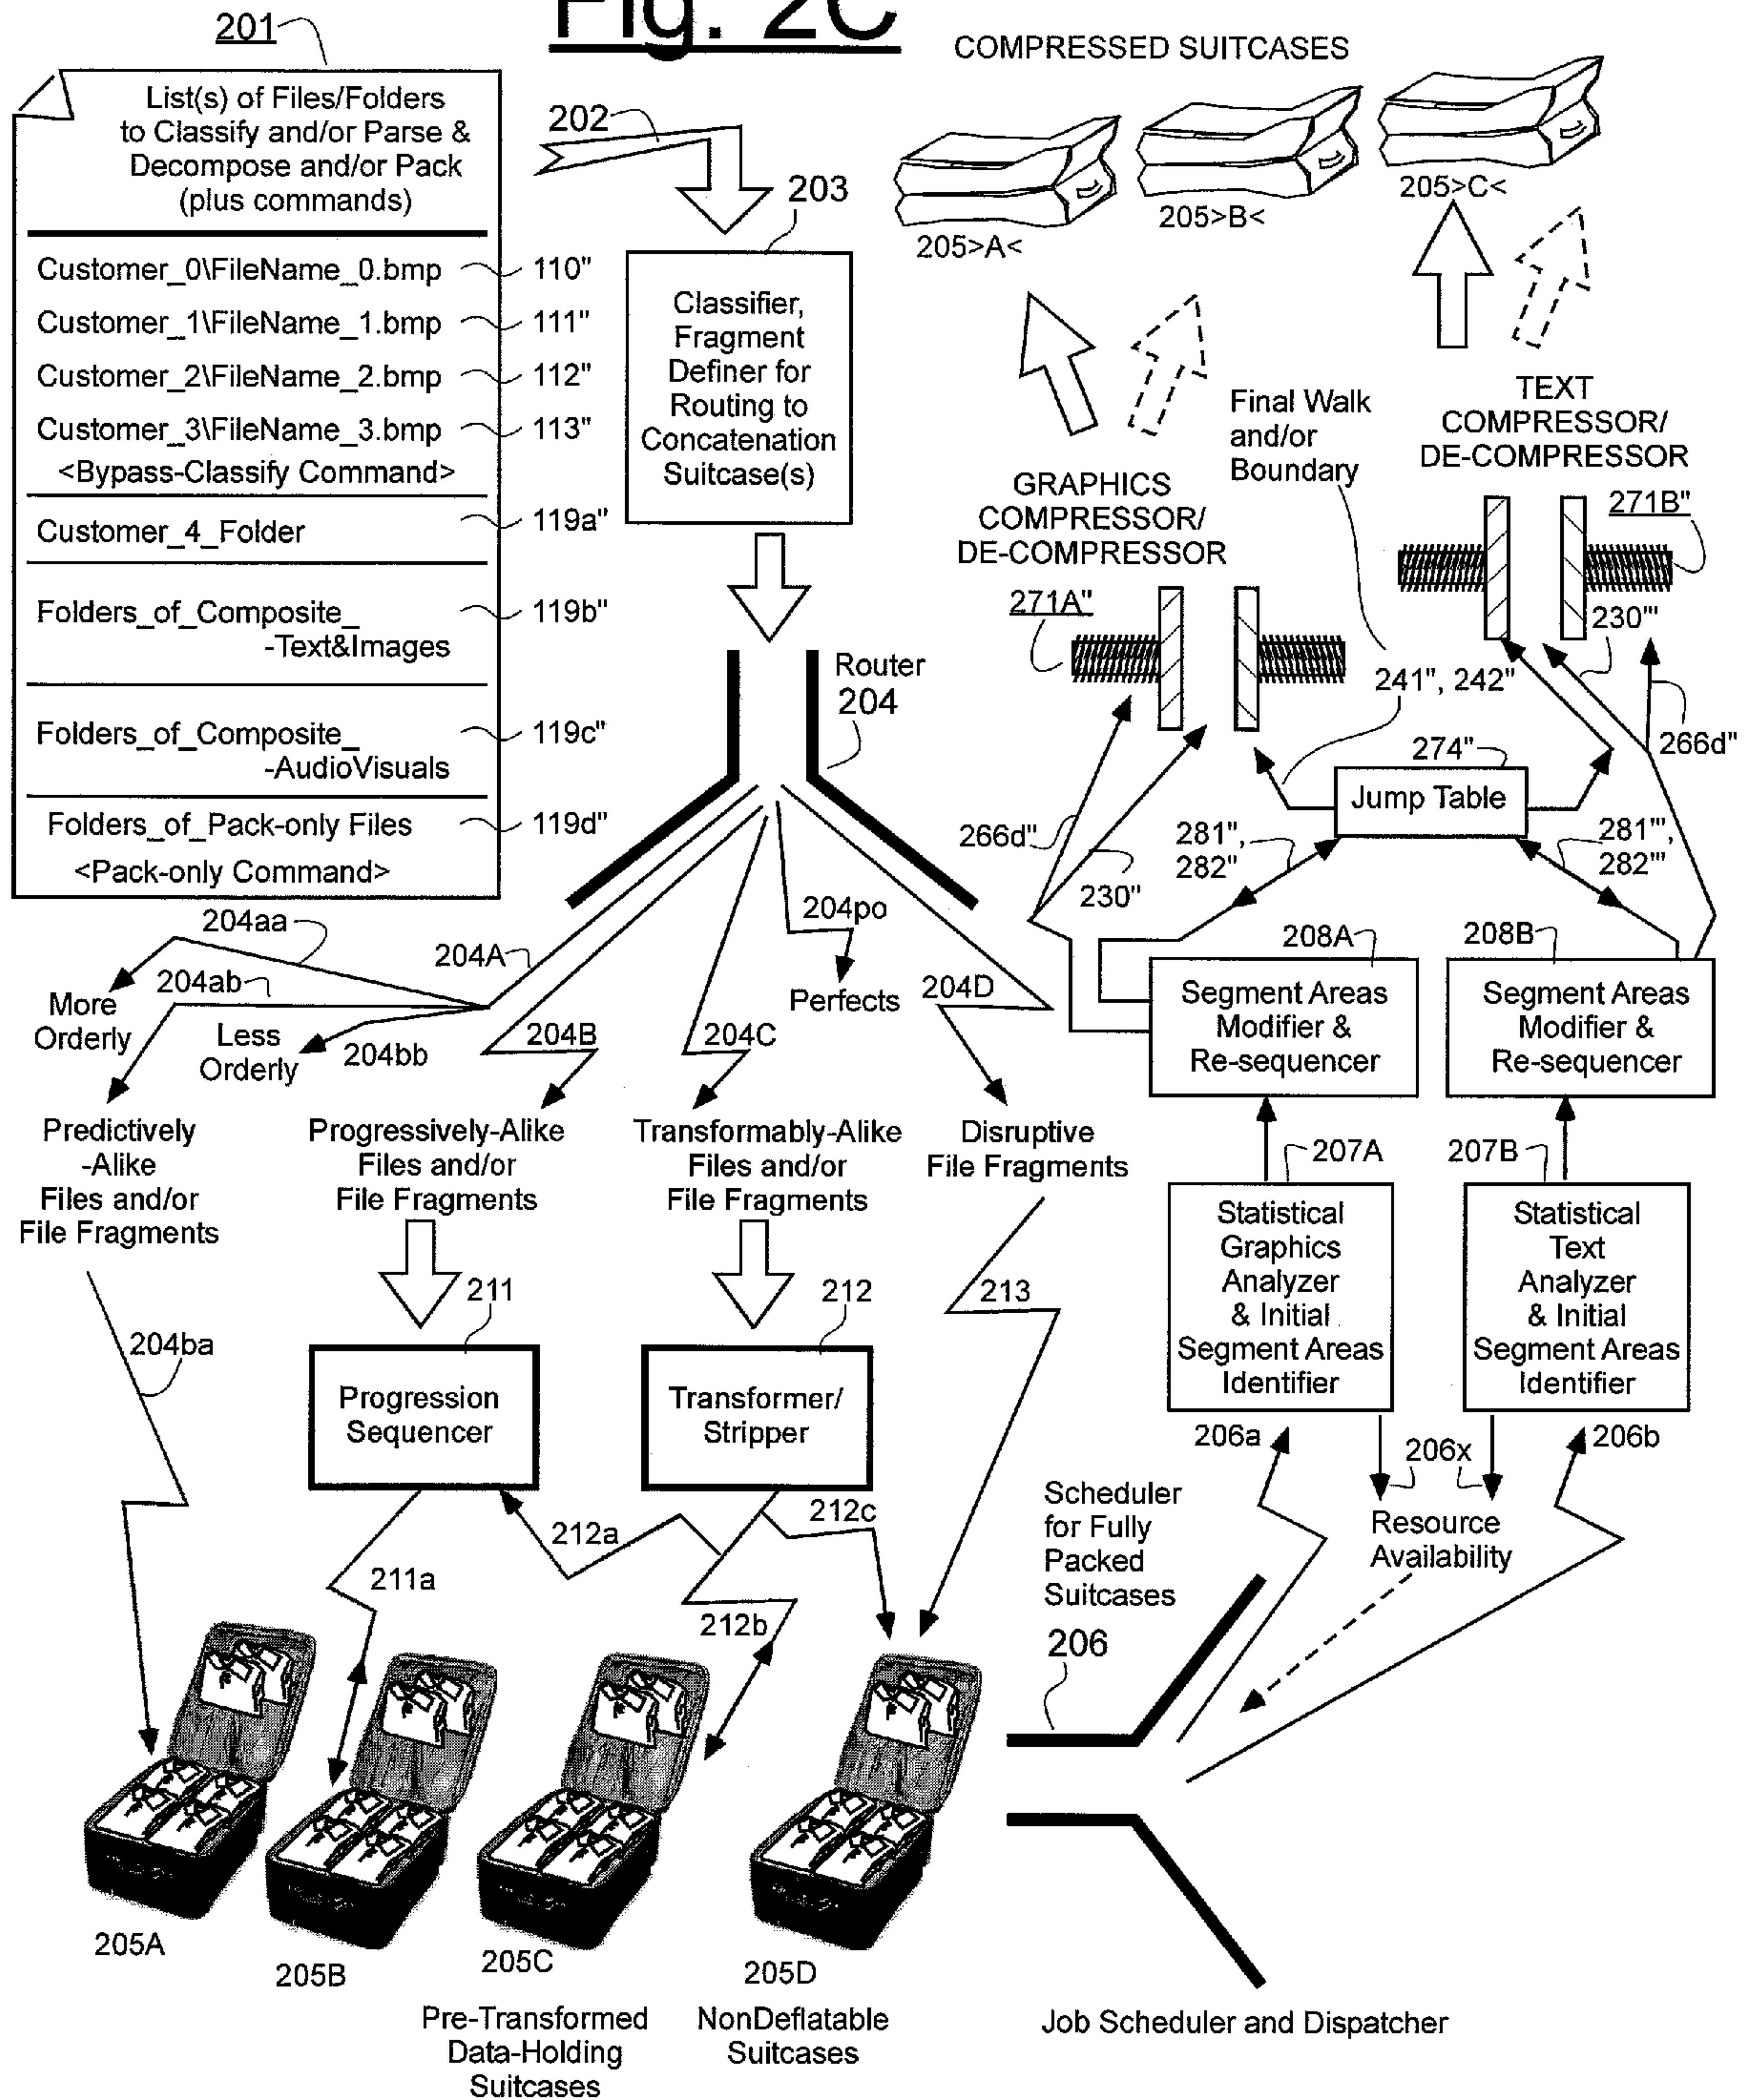 Fig. 2C
201
List(s) of Files/Folders
to Classify and/or Parse &
Decompose and/or Pack
(plus commands)
Customer_0\FileName_0.bmp
110"
Customer_1\FileName_1.bmp
111"
Customer_2\FileName_2.bmp
112"
Customer_3\FileName_3.bmp
113"
<Bypass-Classify Command>
Customer_4_Folder
119a"
Folders_of_Composite_
-Text&Images
119b"
Folders_of_Composite_
-AudioVisuals
119c"
Folders_of_Pack-only Files
119d"
<Pack-only Command>
202
203
Classifier,
Fragment
Definer for
Routing to
Concatenation
Suitcase(s)
Router
204
COMPRESSED SUITCASES
205>A<
205>B<
205>C<
GRAPHICS
COMPRESSOR/
DE-COMPRESSOR
271A"
Final Walk
and/or
Boundary
TEXT
COMPRESSOR/
DE-COMPRESSOR
271B"
230'''
241", 242"
266d"
274"
Jump Table
266d"
230"
281",
282"
281''',
282'''
208A
Segment Areas
Modifier &
Re-sequencer
208B
Segment Areas
Modifier &
Re-sequencer
207A
Statistical
Graphics
Analyzer
& Initial
Segment Areas
Identifier
207B
Statistical
Text
Analyzer
& Initial
Segment Areas
Identifier
206a
206x
206b
Resource
Availability
204aa
204ab
204A
More
Orderly
Less
Orderly
204bb
204B
204C
204po
Perfects
204D
Predictively
-Alike
Files and/or
File Fragments
Progressively-Alike
Files and/or
File Fragments
Transformably-Alike
Files and/or
File Fragments
Disruptive
File Fragments
204ba
211
Progression
Sequencer
212
Transformer/
Stripper
213
211a
212a
212b
212c
Scheduler
for Fully
Packed
Suitcases
206
205A
205B
205C
205D
Pre-Transformed
Data-Holding
Suitcases
NonDeflatable
Suitcases
Job Scheduler and Dispatcher